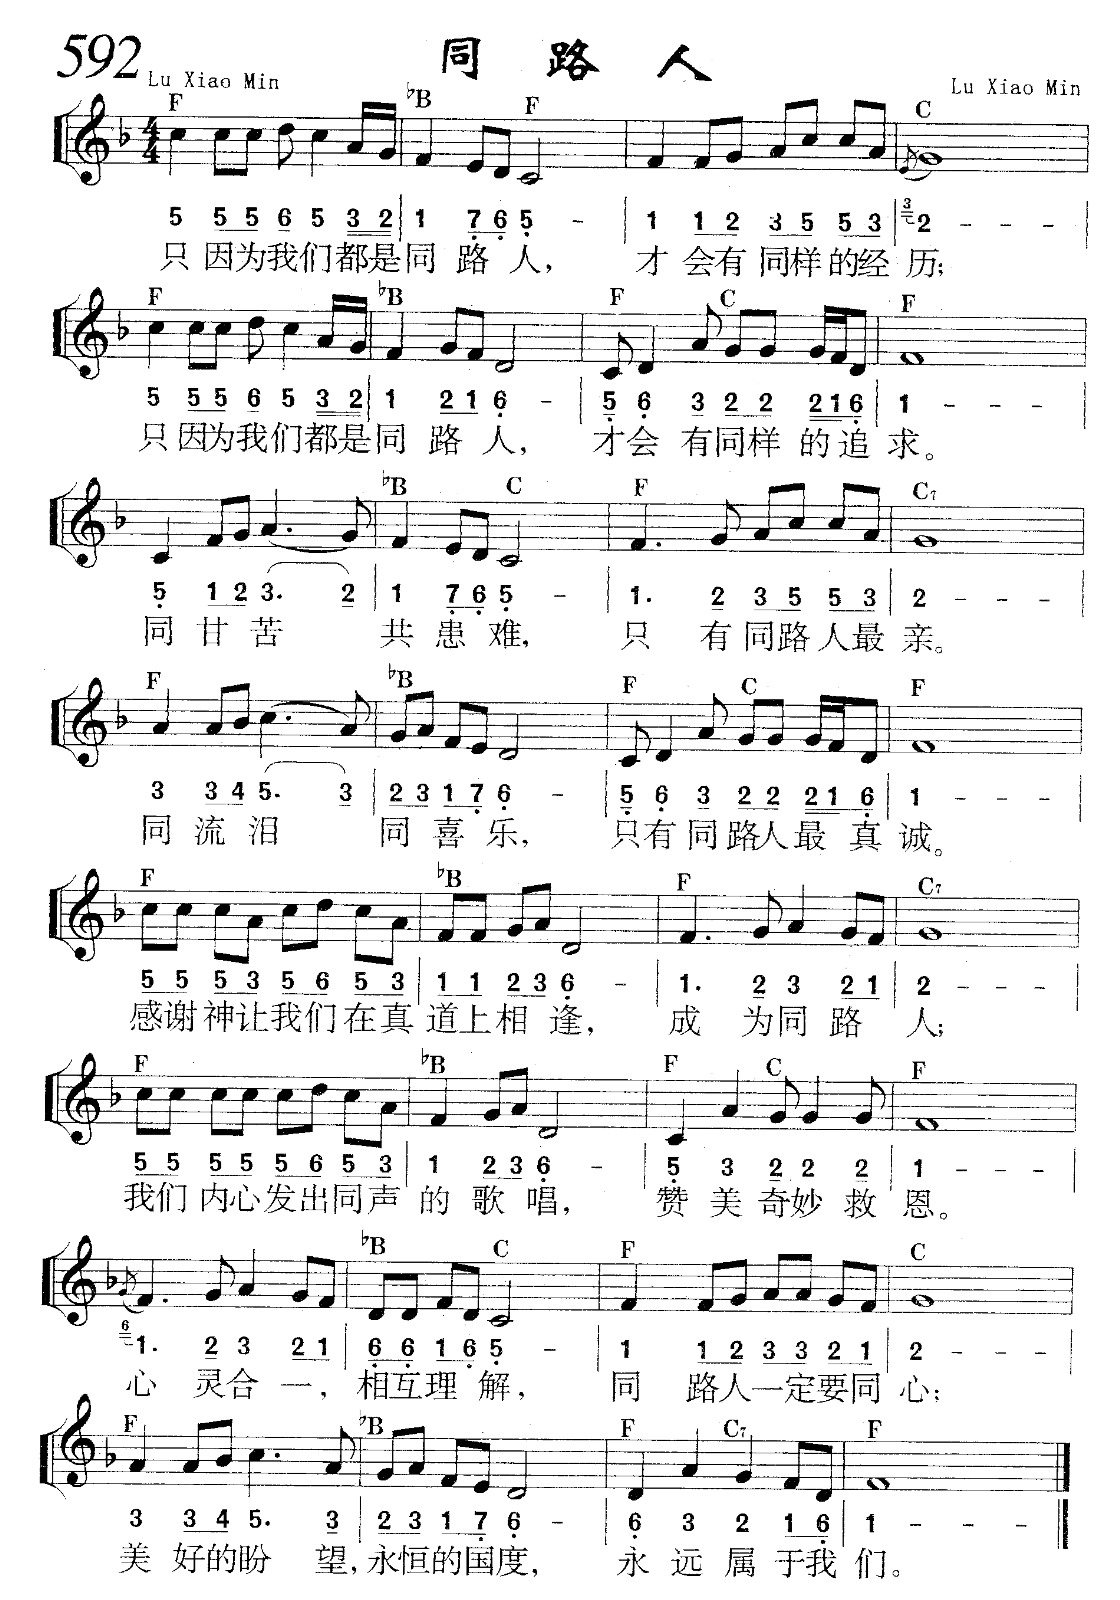 592 同路人
Lu Xiao Min Lu Xiao Min
F ♭B F C
4/4
5 5 5 6 5 3 2 | 1 7 6 5 - | 1 1 2 3 5 5 3 | 3 2 - - - |
只因为我们都是同路人，才会有同样的经历；
F ♭B F C F
5 5 5 6 5 3 2 | 1 2 1 6 - | 5 6 3 2 2 2 1 6 | 1 - - - |
只因为我们都是同路人，才会有同样的追求。
♭B C F C7
5 1 2 3. 2 | 1 7 6 5 - | 1. 2 3 5 5 3 | 2 - - - |
同甘苦共患难，只有同路人最亲。
F ♭B F C F
3 3 4 5. 3 | 2 3 1 7 6 - | 5 6 3 2 2 2 1 6 | 1 - - - |
同流泪同喜乐，只有同路人最真诚。
F ♭B F C7
5 5 5 3 5 6 5 3 | 1 1 2 3 6 - | 1. 2 3 2 1 | 2 - - - |
感谢神让我们在真道上相逢，成为同路人；
F ♭B F C F
5 5 5 5 5 6 5 3 | 1 2 3 6 - | 5 3 2 2 2 | 1 - - - |
我们内心发出同声的歌唱，赞美奇妙救恩。
♭B C F C
6 1. 2 3 2 1 | 6 6 1 6 5 - | 1 1 2 3 3 2 1 | 2 - - - |
心灵合一，相互理解，同路人一定要同心；
F ♭B F C7 F
3 3 4 5. 3 | 2 3 1 7 6 - | 6 3 2 1 6 | 1 - - - ‖
美好的盼望，永恒的国度，永远属于我们。